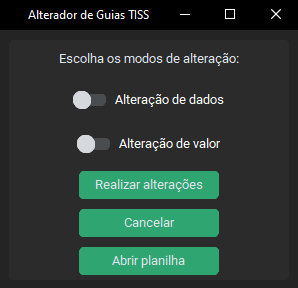 Alterador de Guias TISS
Escolha os modos de alteração:
Alteração de dados
Alteração de valor
Realizar alterações
Cancelar
Abrir planilha